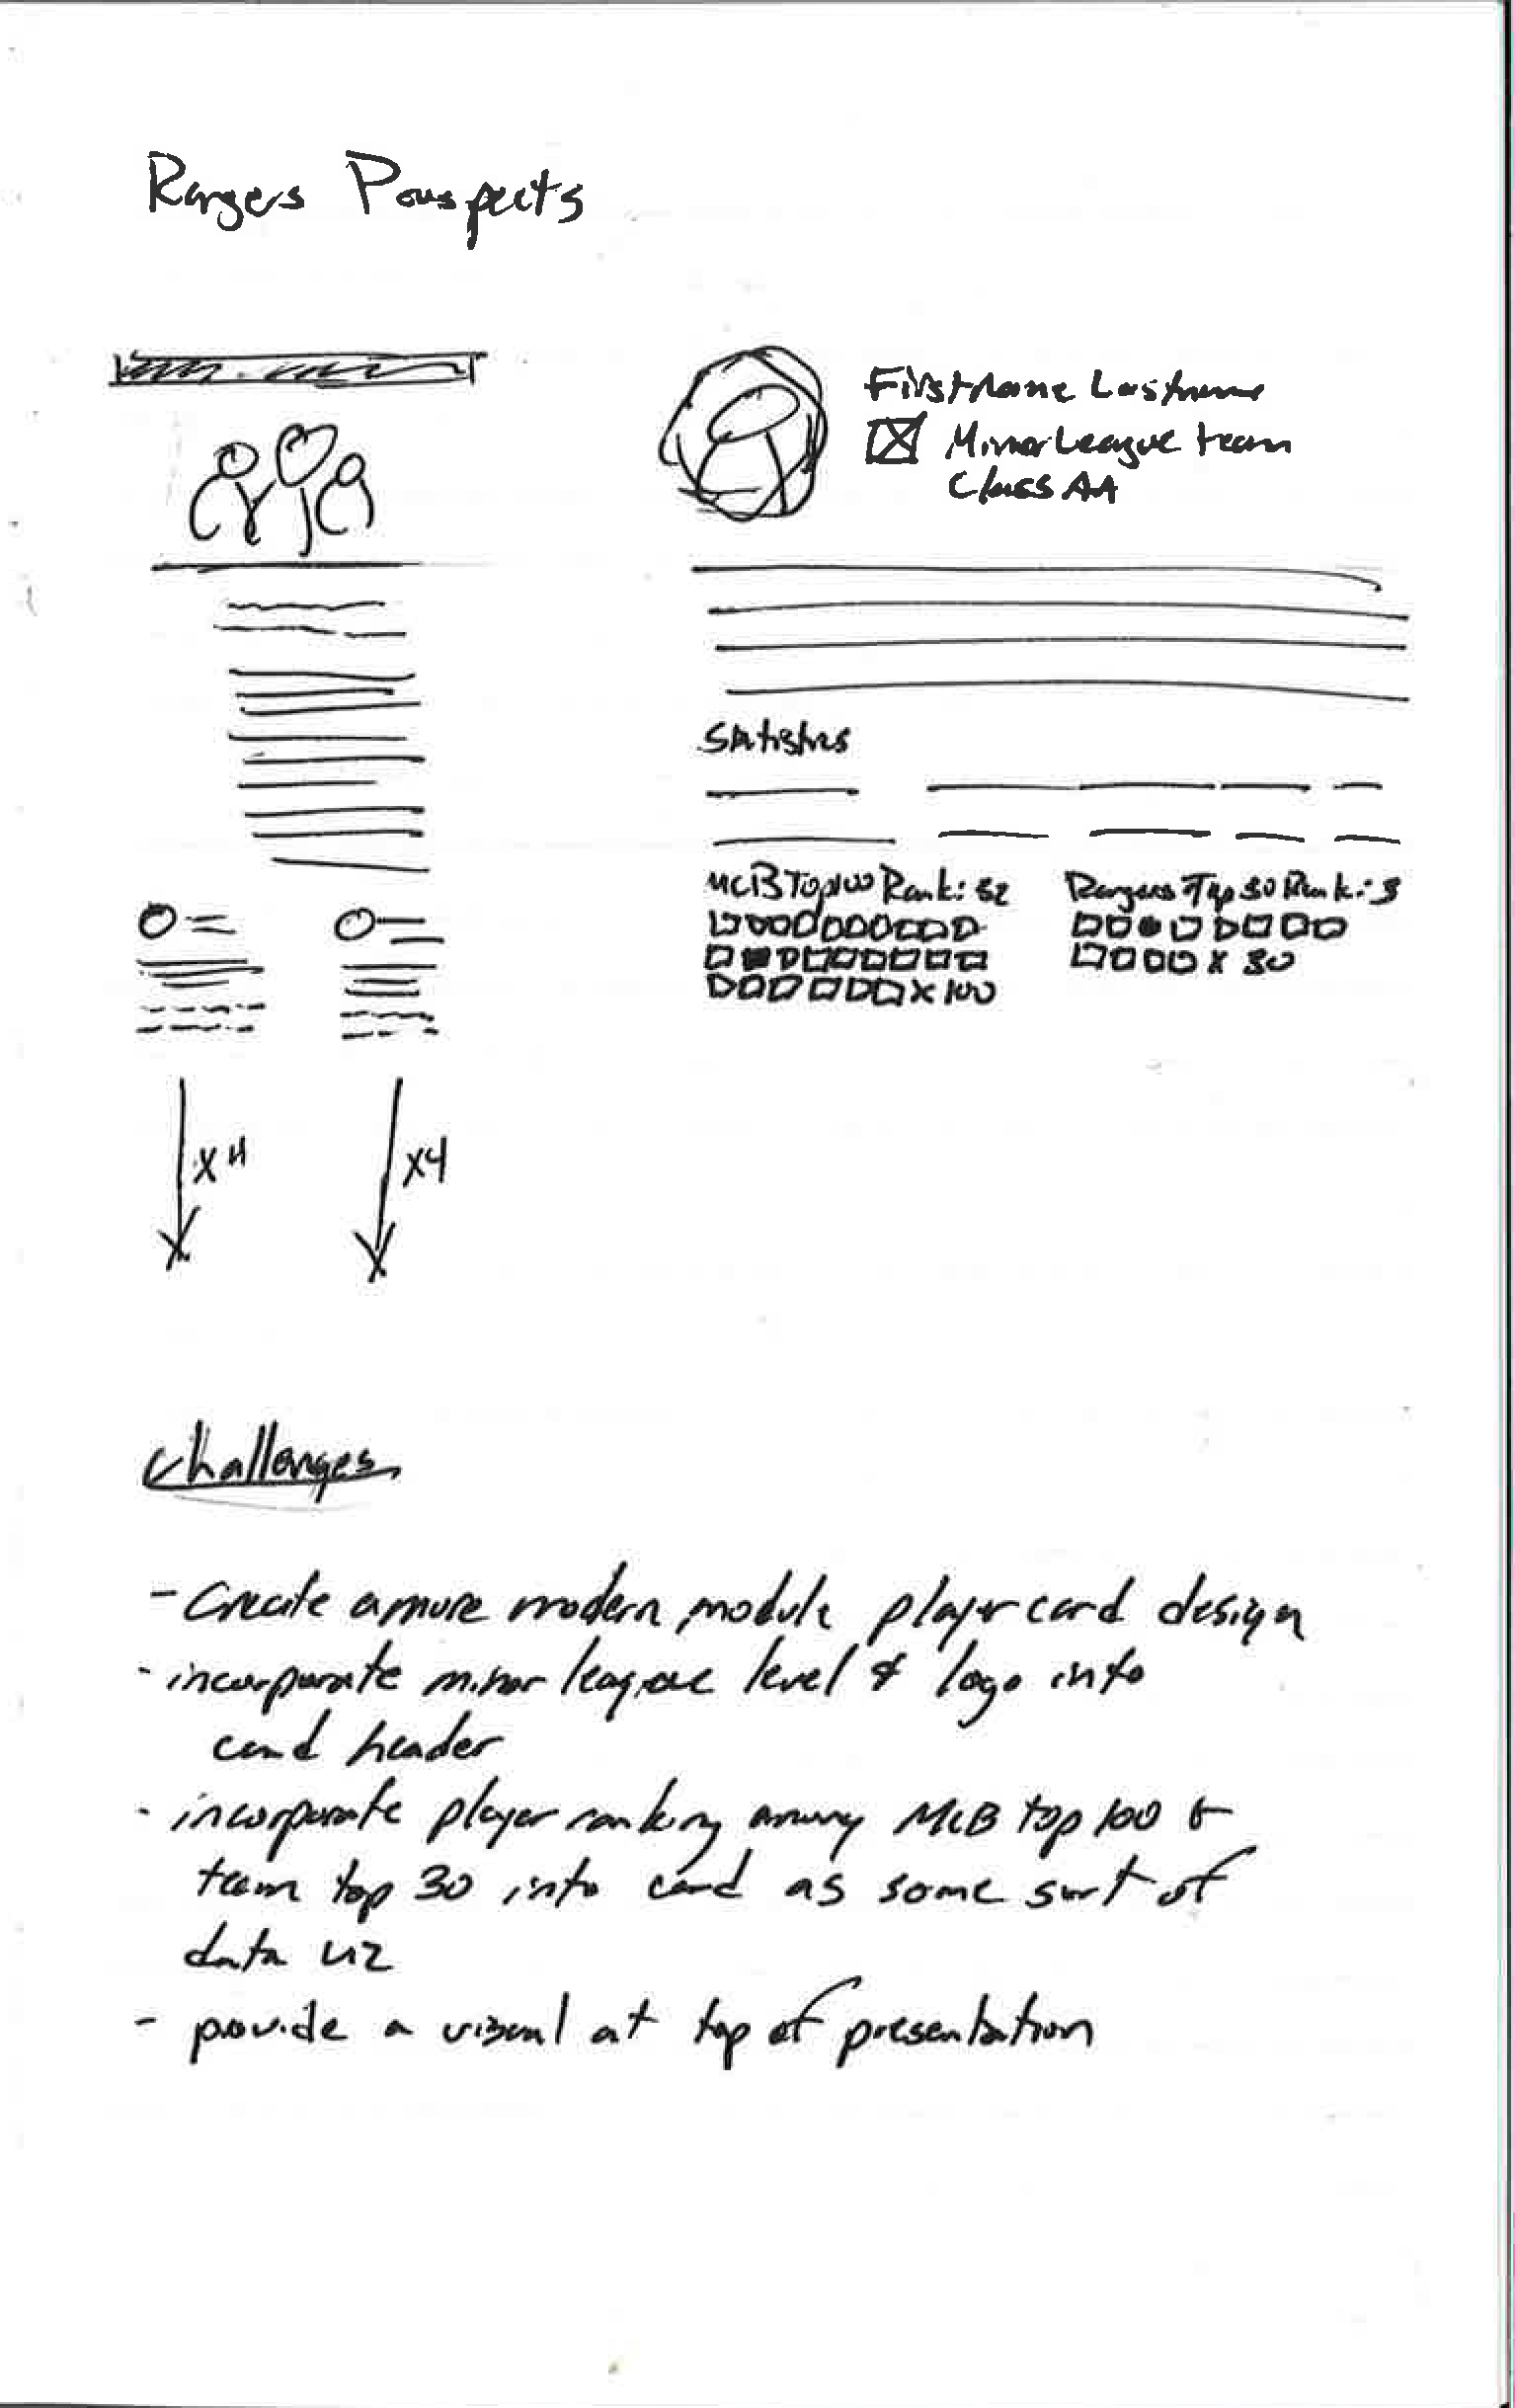 Rangers Prospects
Firstname Lastname
Minor League team
Class AA
Statistics
MLB Top 100 Rank: 52
Rangers Top 30 Rank: 3
x 30
x 100
x4
x4
Challenges
- Create a more modern module player card design
- incorporate minor league level & logo into
card header
- incorporate player ranking among MLB top 100 &
team top 30 into card as some sort of
data viz
- provide a visual at top of presentation